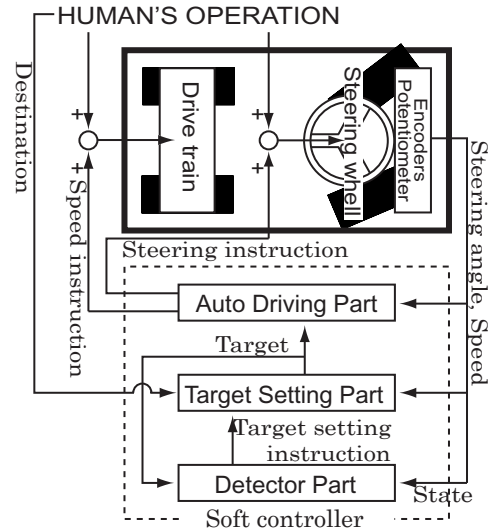 HUMAN'S OPERATION
Destination
+
+
+
+
Drive train
Steering whell
Encoders
Potentiometer
Speed instruction
Steering instruction
Steering angle, Speed
Auto Driving Part
Target
Target Setting Part
Target setting
instruction
Detector Part
State
Soft controller